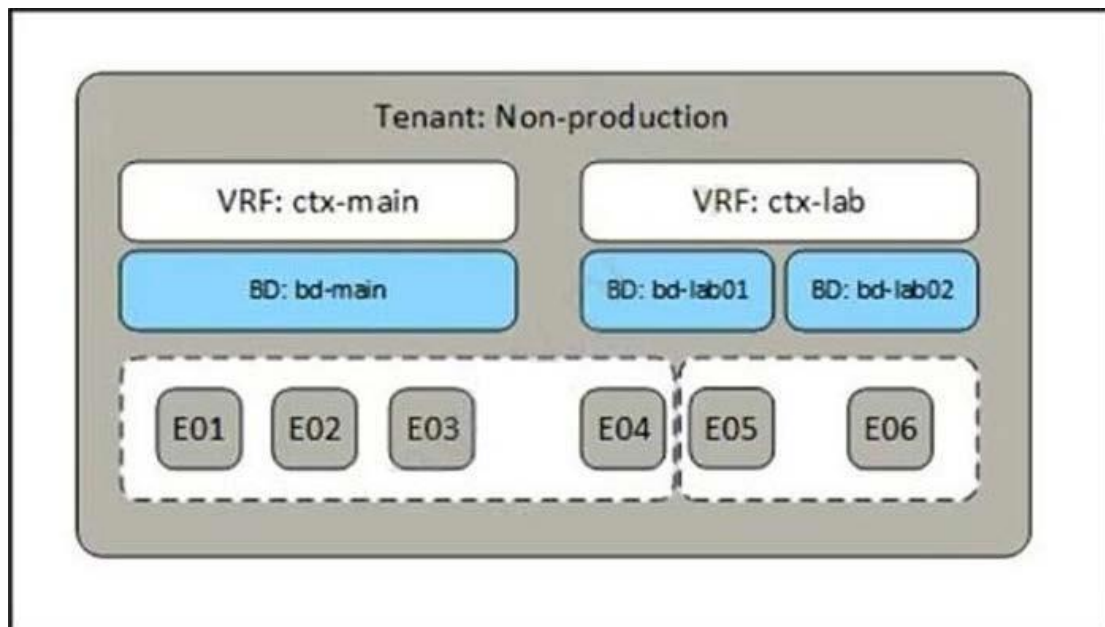 Tenant: Non-production
VRF: ctx-main
VRF: ctx-lab
BD: bd-main
BD: bd-lab01
BD: bd-lab02
E01
E02
E03
E04
E05
E06